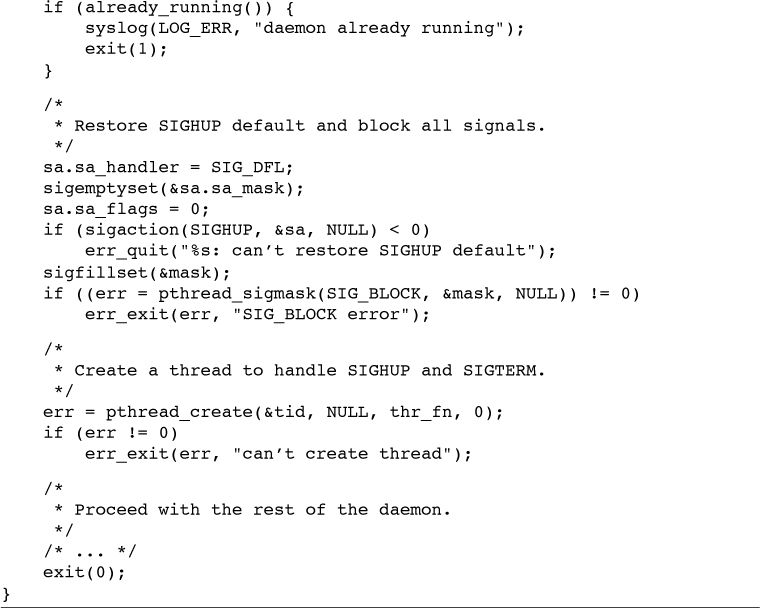 if (already_running()) {
        syslog(LOG_ERR, "daemon already running");
        exit(1);
    }

    /*
     * Restore SIGHUP default and block all signals.
     */
    sa.sa_handler = SIG_DFL;
    sigemptyset(&sa.sa_mask);
    sa.sa_flags = 0;
    if (sigaction(SIGHUP, &sa, NULL) < 0)
        err_quit("%s: can’t restore SIGHUP default");
    sigfillset(&mask);
    if ((err = pthread_sigmask(SIG_BLOCK, &mask, NULL)) != 0)
        err_exit(err, "SIG_BLOCK error");

    /*
     * Create a thread to handle SIGHUP and SIGTERM.
     */
    err = pthread_create(&tid, NULL, thr_fn, 0);
    if (err != 0)
        err_exit(err, "can’t create thread");

    /*
     * Proceed with the rest of the daemon.
     */
    /* ... */
    exit(0);
}